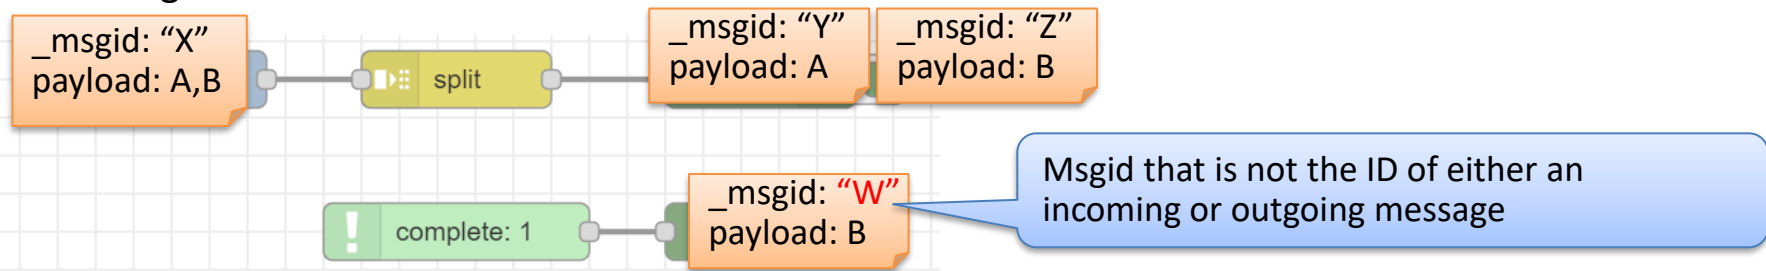 _msgid: “X”
payload: A,B
split
_msgid: “Y”
payload: A
_msgid: “Z”
payload: B
complete: 1
_msgid: “W”
payload: B
Msgid that is not the ID of either an
incoming or outgoing message